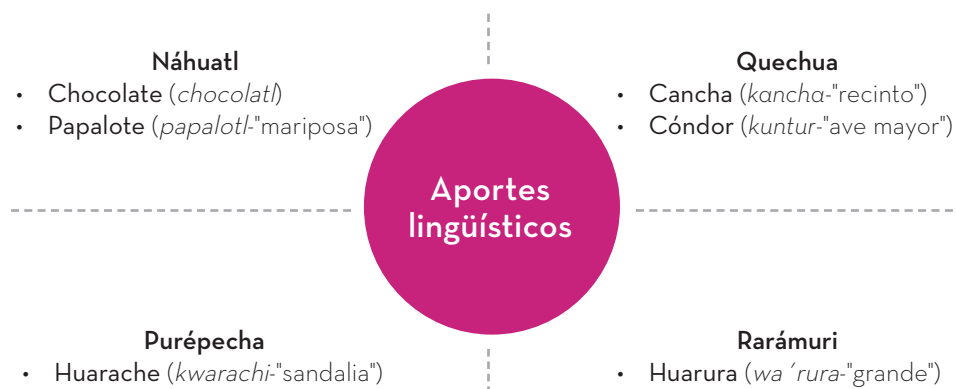 Náhuatl
• Chocolate (chocolatl)
• Papalote (papalotl-"mariposa")
Quechua
• Cancha (kancha-"recinto")
• Cóndor (kuntur-"ave mayor")
Aportes
lingüísticos
Purépecha
• Huarache (kwarachi-"sandalia")
Rarámuri
• Huarura (wa´rura-"grande")